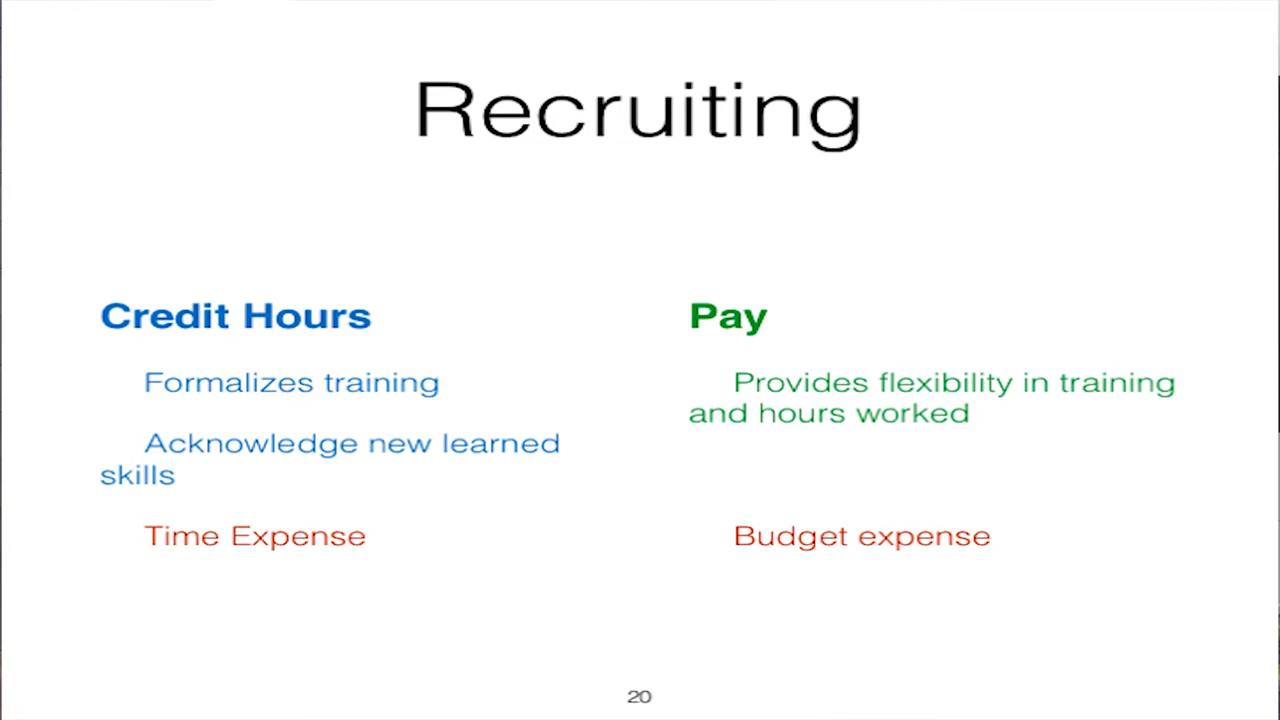 Recruiting
Credit Hours
Formalizes training
Acknowledge new learned
skills
Time Expense
Pay
Provides flexibility in training
and hours worked
Budget expense
20